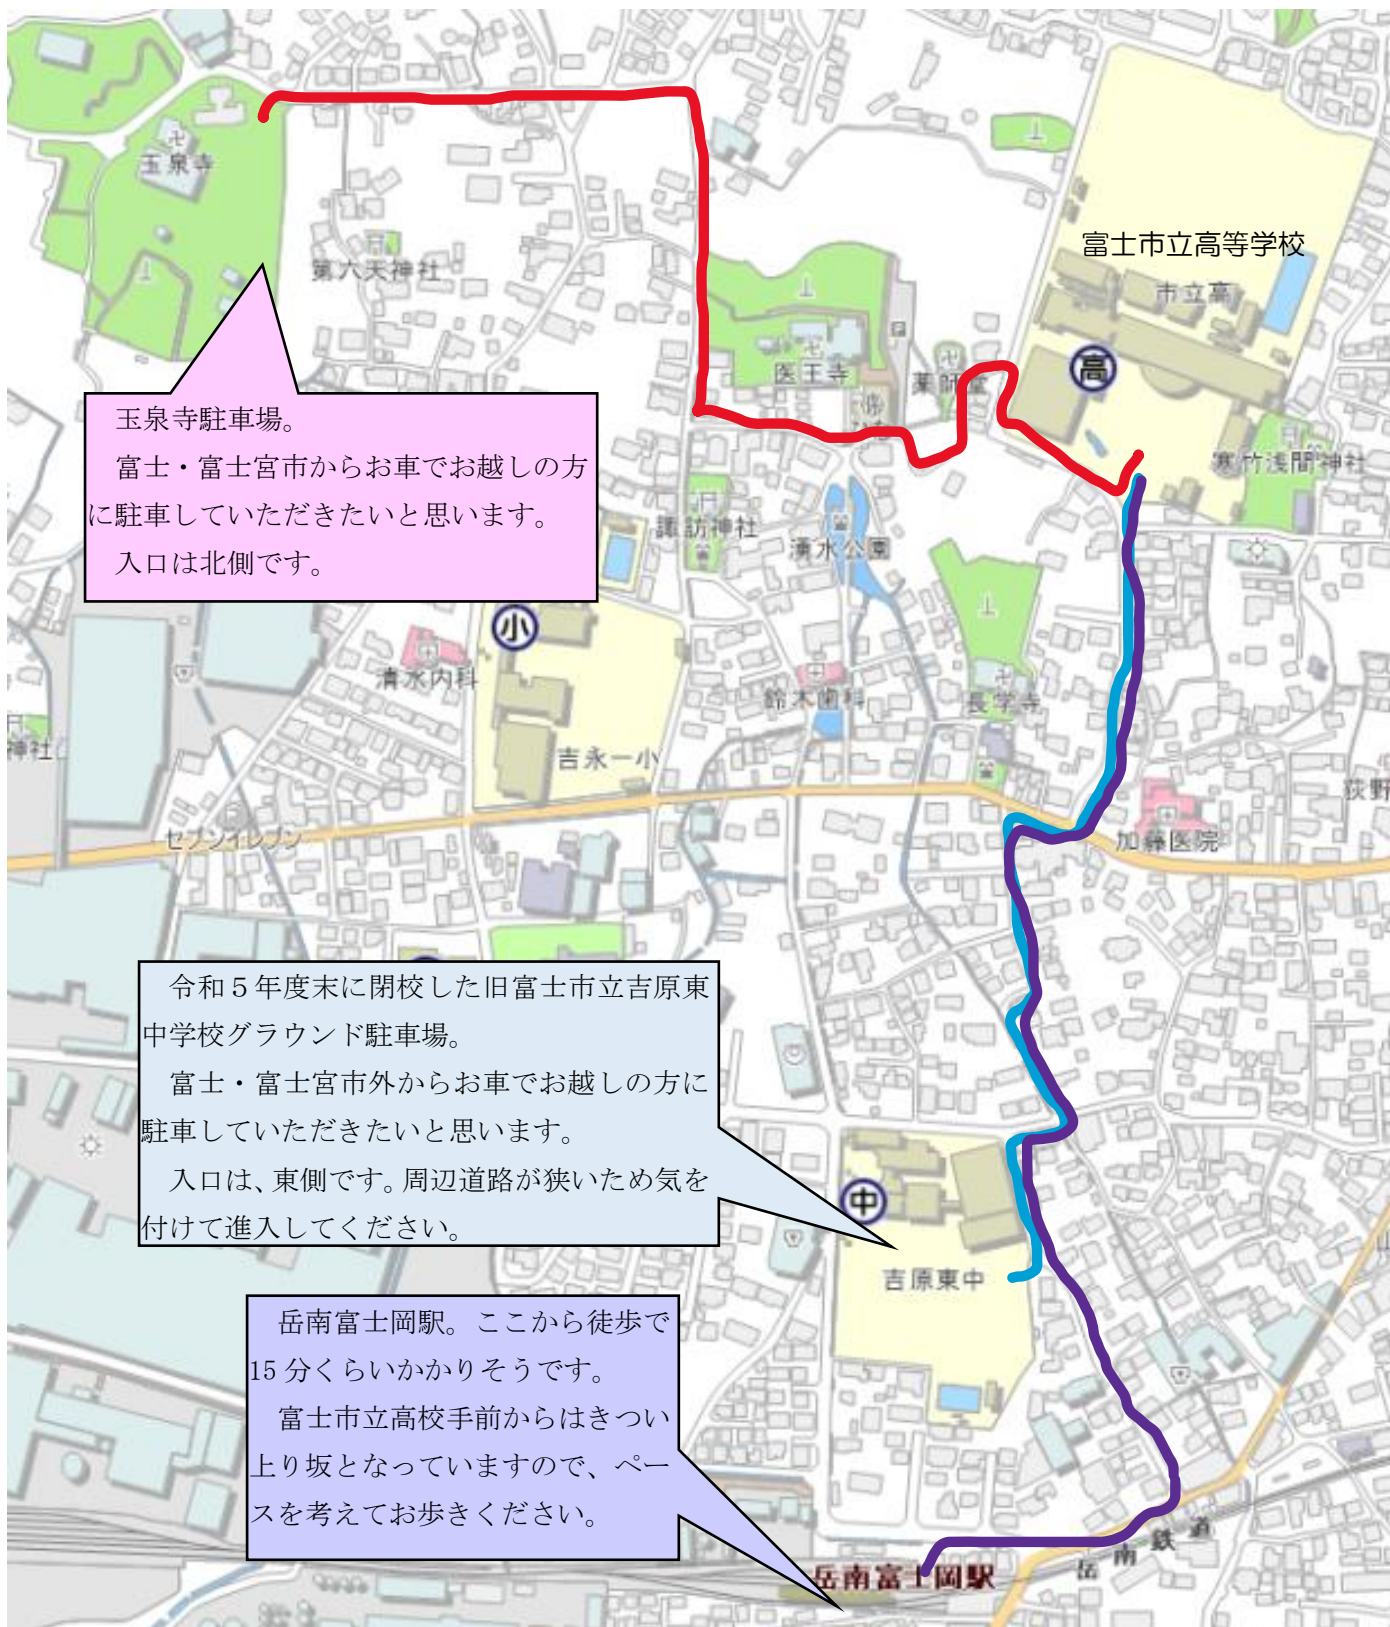 玉泉寺
富士市立高等学校
第六天神社
市立高
医王寺
高
寒竹浅間神社
玉泉寺駐車場。
富士・富士宮市からお車でお越しの方
に駐車していただきたいと思います。
入口は北側です。
諏訪神社
湧水公園
小
清水内科
鈴木歯科
長学寺
神社
吉永一小
荻野
セブンイレブン
加藤医院
令和５年度末に閉校した旧富士市立吉原東
中学校グラウンド駐車場。
富士・富士宮市外からお車でお越しの方に
駐車していただきたいと思います。
入口は、東側です。周辺道路が狭いため気を
付けて進入してください。
中
吉原東中
岳南富士岡駅。ここから徒歩で
15 分くらいかかりそうです。
富士市立高校手前からはきつい
上り坂となっていますので、ペー
スを考えてお歩きください。
岳南鉄道
岳南富士岡駅